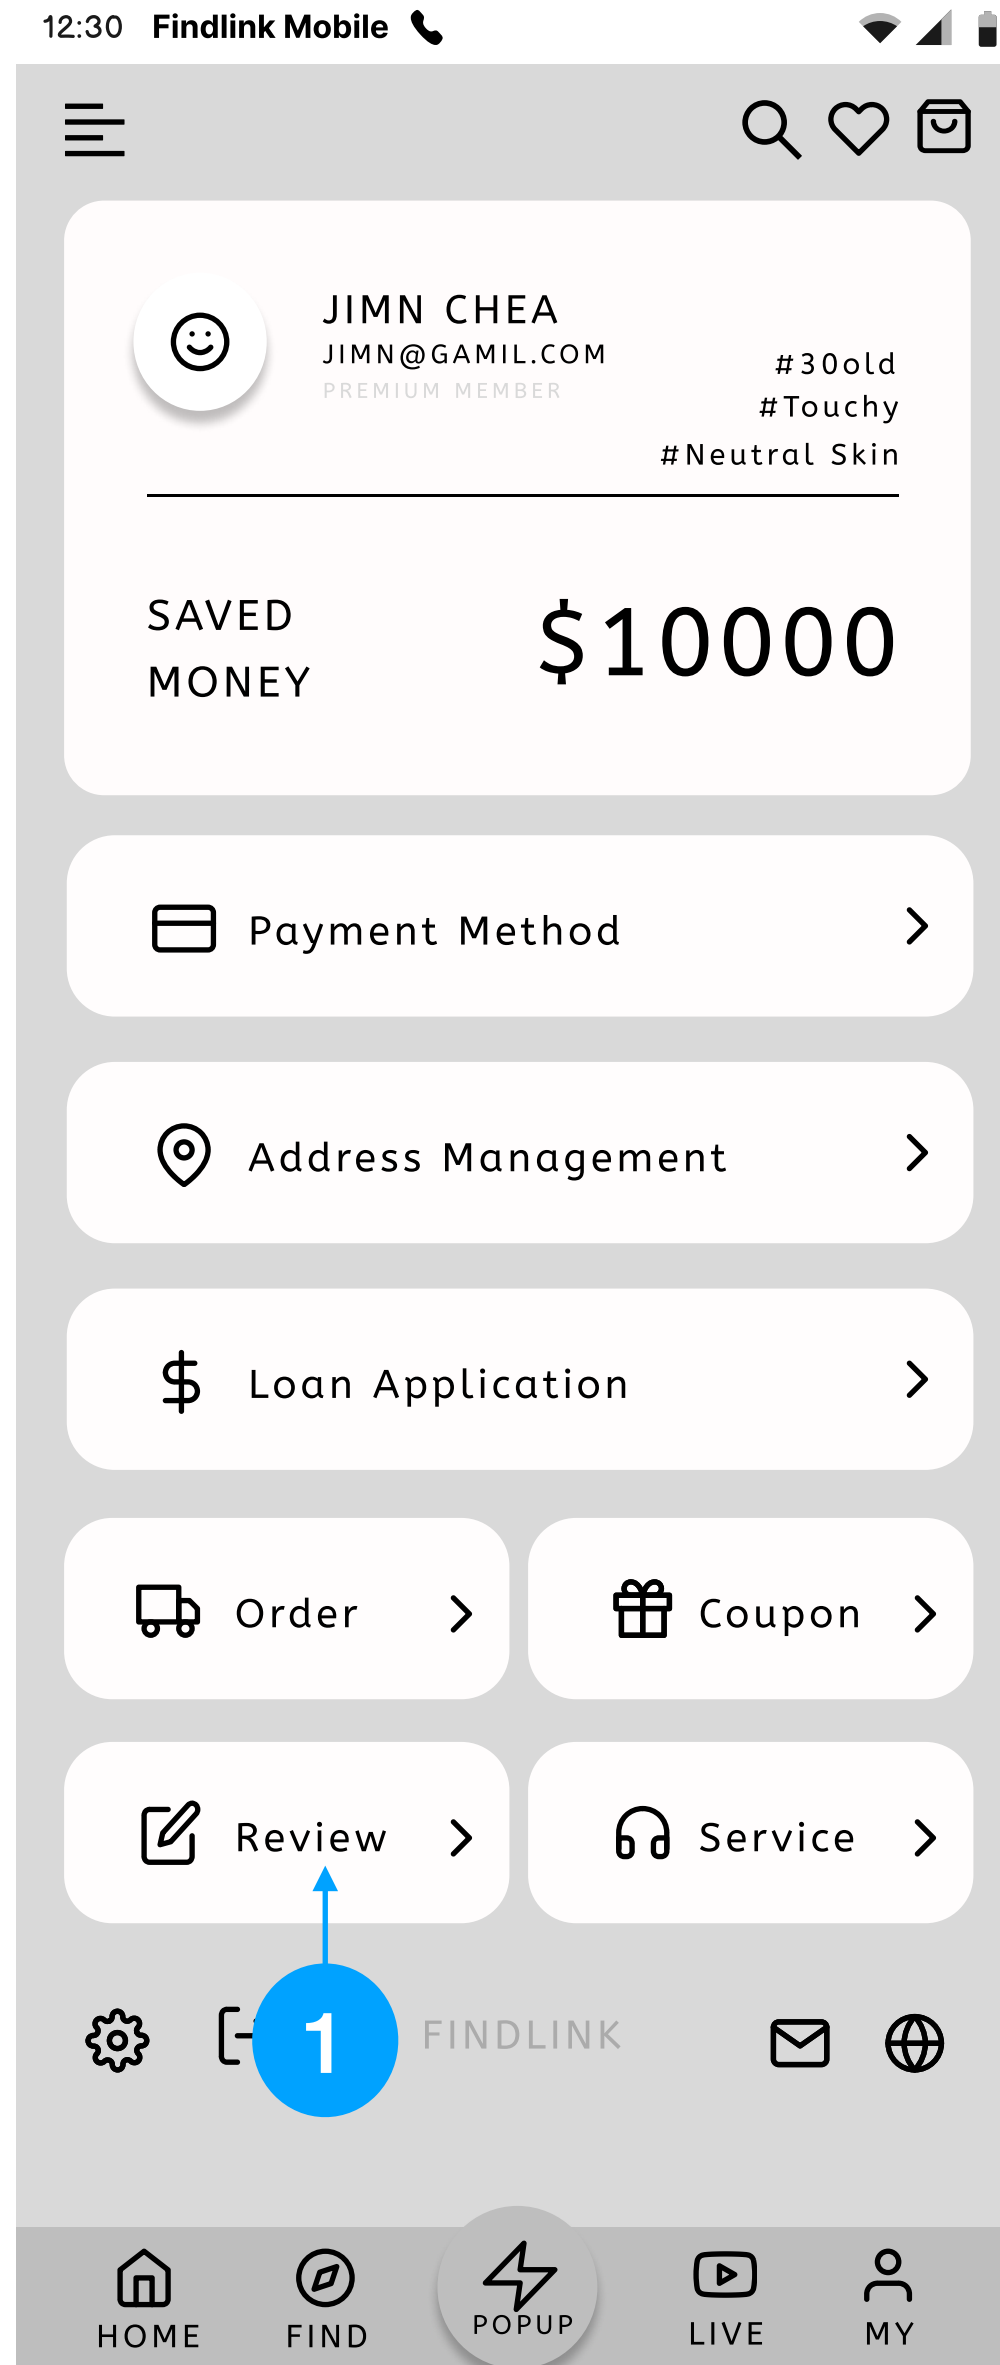 12:30 Findlink Mobile
JIMN CHEA
JIMN@GAMIL.COM
PREMIUM MEMBER
#30old
#Touchy
#Neutral Skin
SAVED
MONEY
$10000
Payment Method
Address Management
Loan Application
Order
Coupon
Review
Service
1
FINDLINK
HOME
FIND
POPUP
LIVE
MY